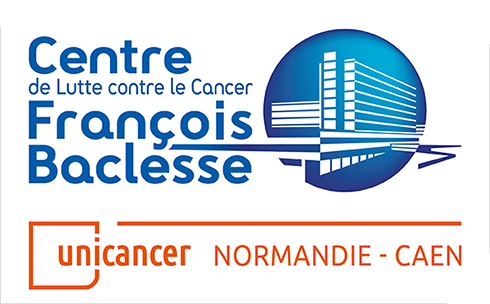 Centre
de Lutte contre le Cancer
François
Baclesse
unicancer NORMANDIE - CAEN